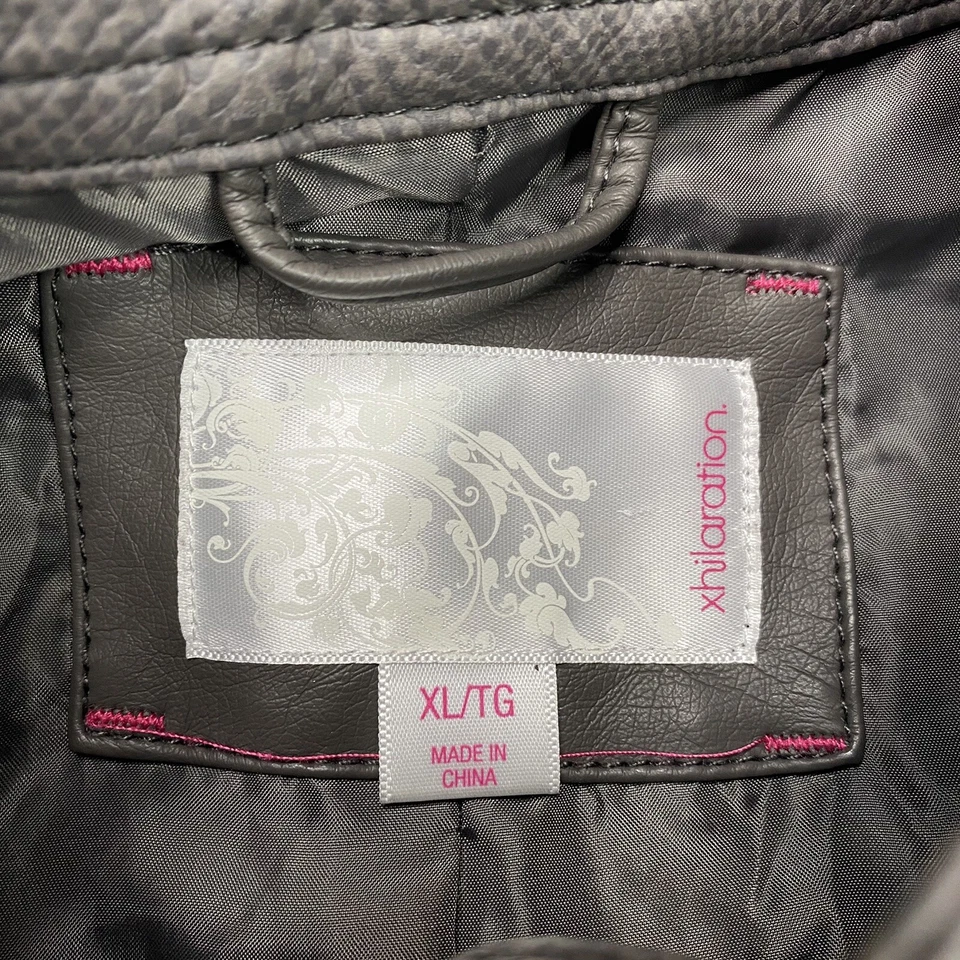 xhilaration.
XL/TG
MADE IN
CHINA